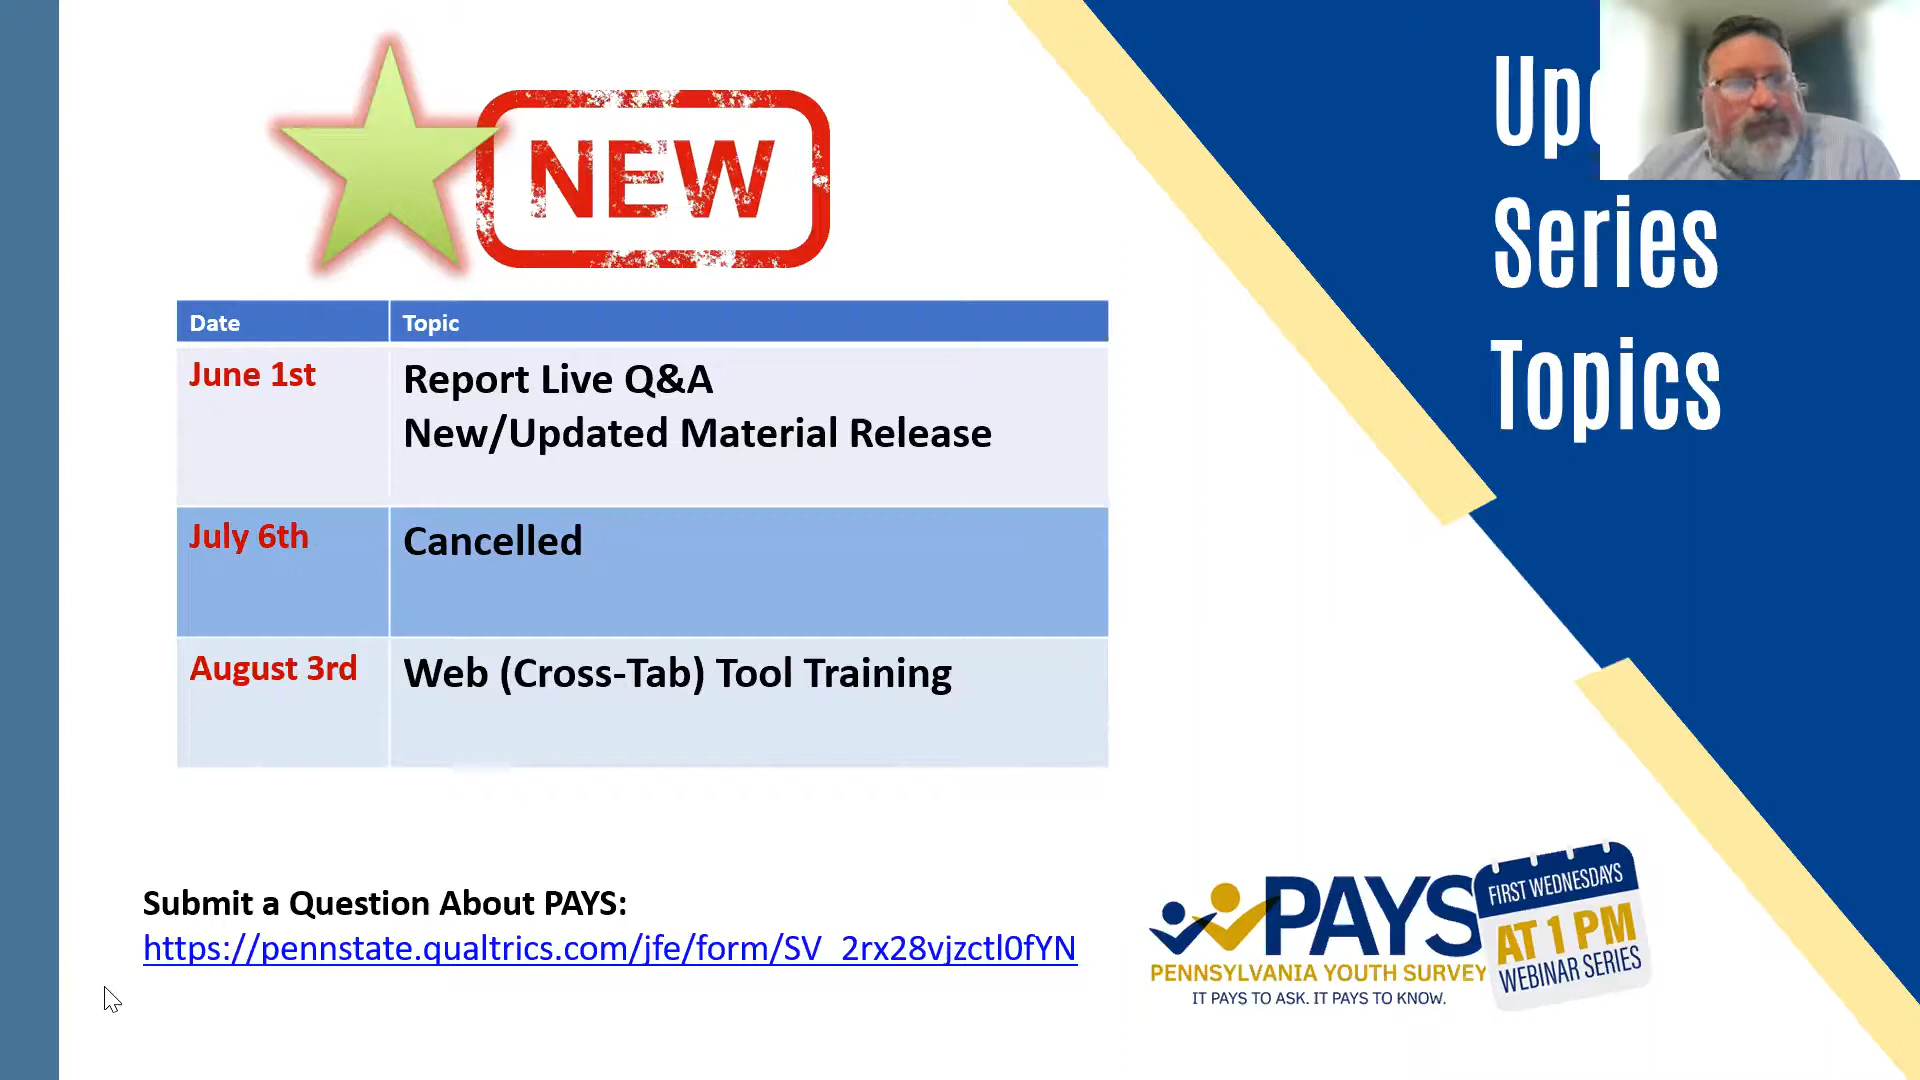 NEW
Series
Topics
Date Topic
June 1st Report Live Q&A
New/Updated Material Release
July 6th Cancelled
August 3rd Web (Cross-Tab) Tool Training
Submit a Question About PAYS:
https://pennstate.qualtrics.com/jfe/form/SV_2rx28vjzctl0fYN
PAYS
PENNSYLVANIA YOUTH SURVEY
IT PAYS TO ASK. IT PAYS TO KNOW.
FIRST WEDNESDAYS
AT 1 PM
WEBINAR SERIES